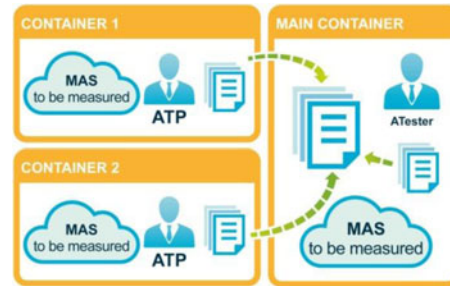 CONTAINER 1
MAS
to be measured
ATP
CONTAINER 2
MAS
to be measured
ATP
MAIN CONTAINER
ATester
MAS
to be measured